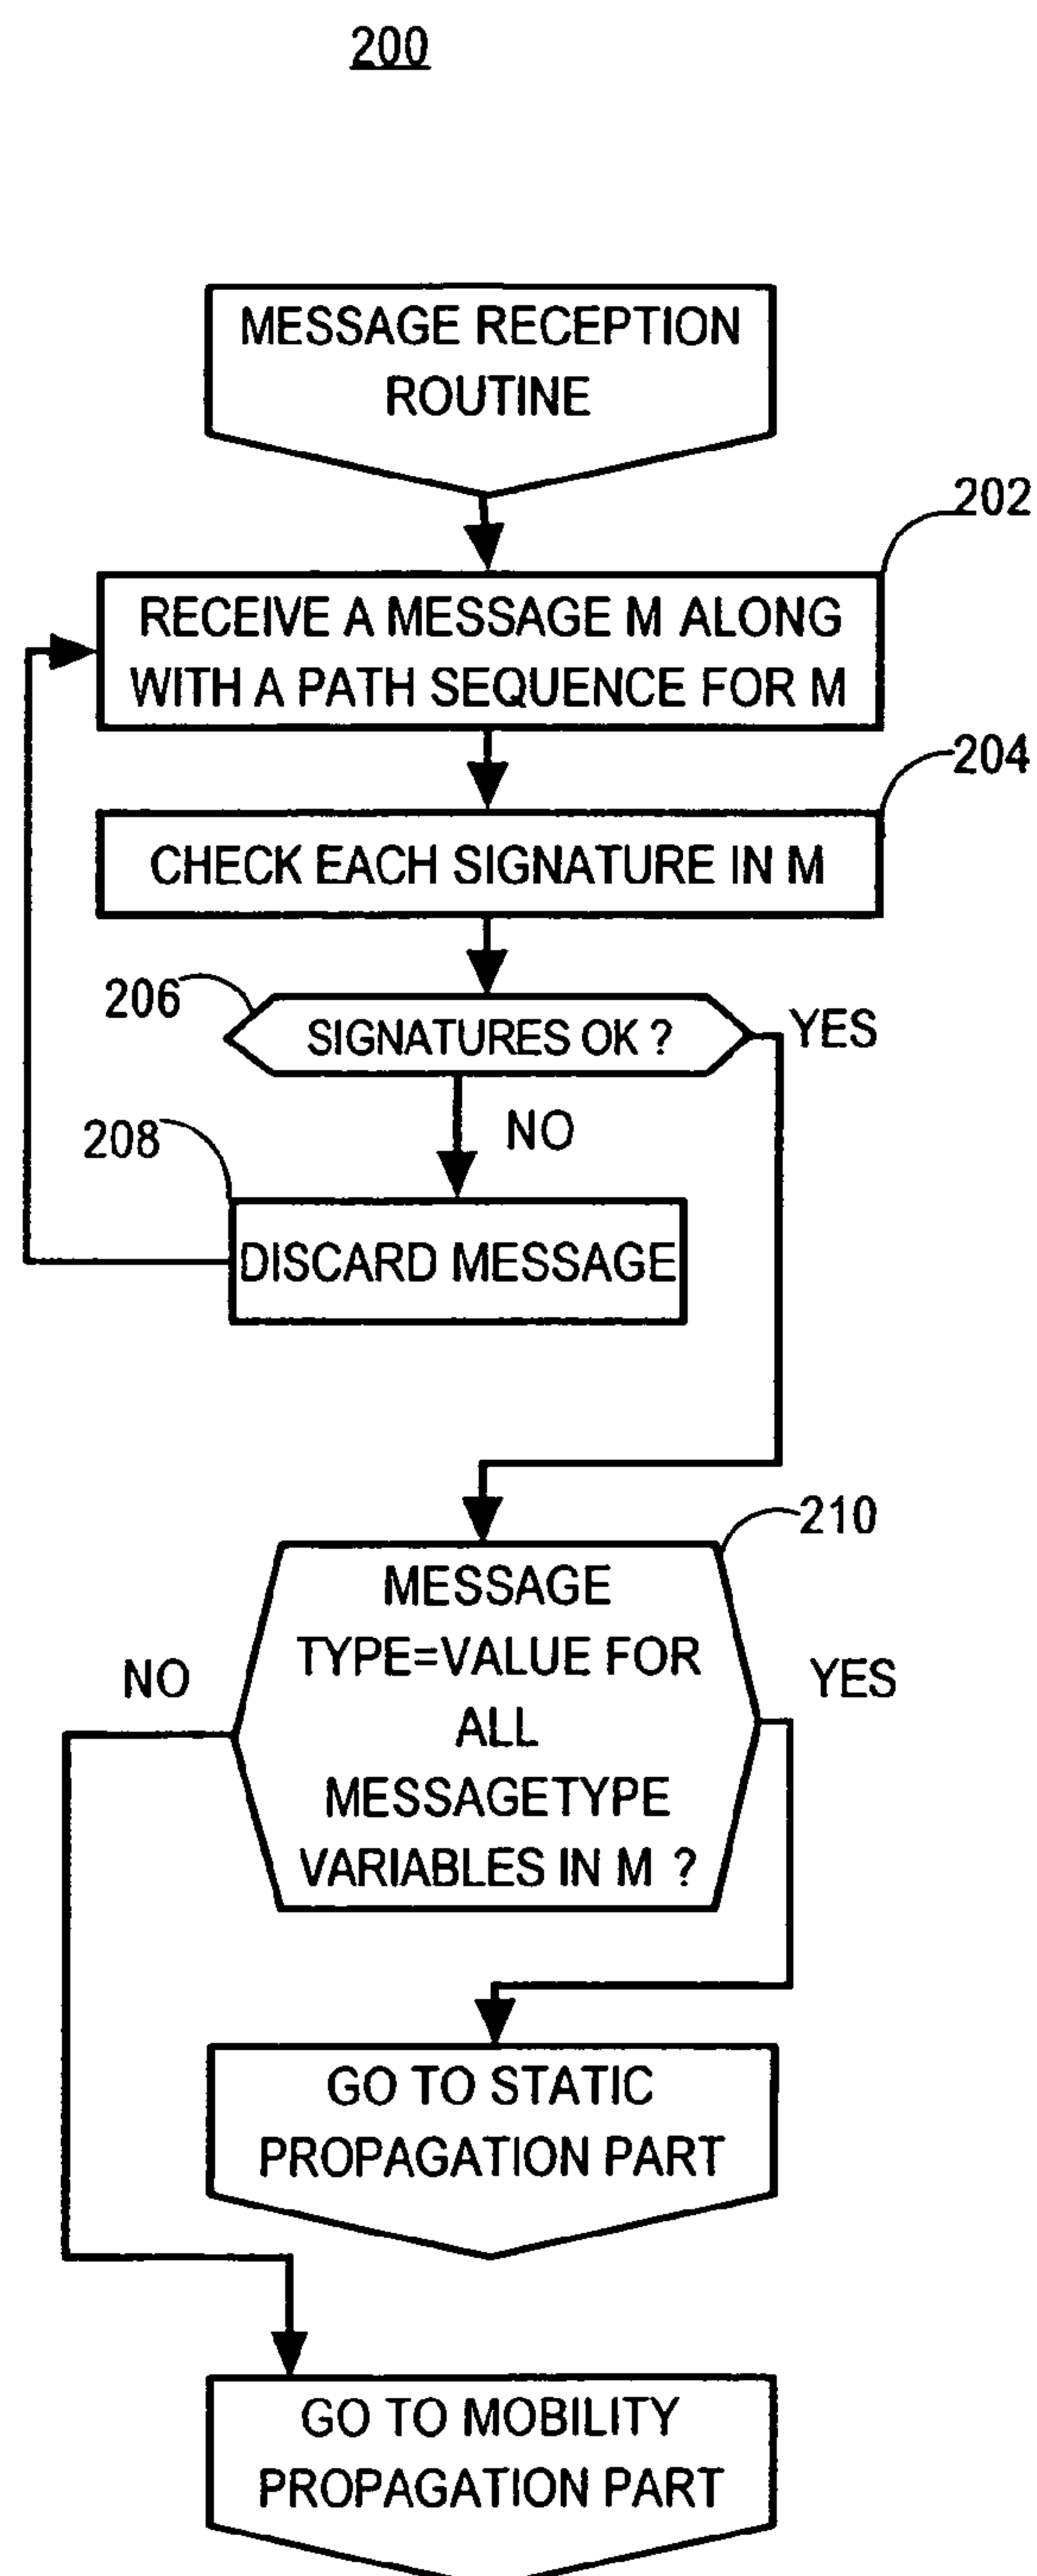 200
MESSAGE RECEPTION
ROUTINE
202
RECEIVE A MESSAGE M ALONG
WITH A PATH SEQUENCE FOR M
204
CHECK EACH SIGNATURE IN M
206
SIGNATURES OK ?
YES
NO
208
DISCARD MESSAGE
210
MESSAGE
TYPE=VALUE FOR
ALL
MESSAGETYPE
VARIABLES IN M ?
NO
YES
GO TO STATIC
PROPAGATION PART
GO TO MOBILITY
PROPAGATION PART